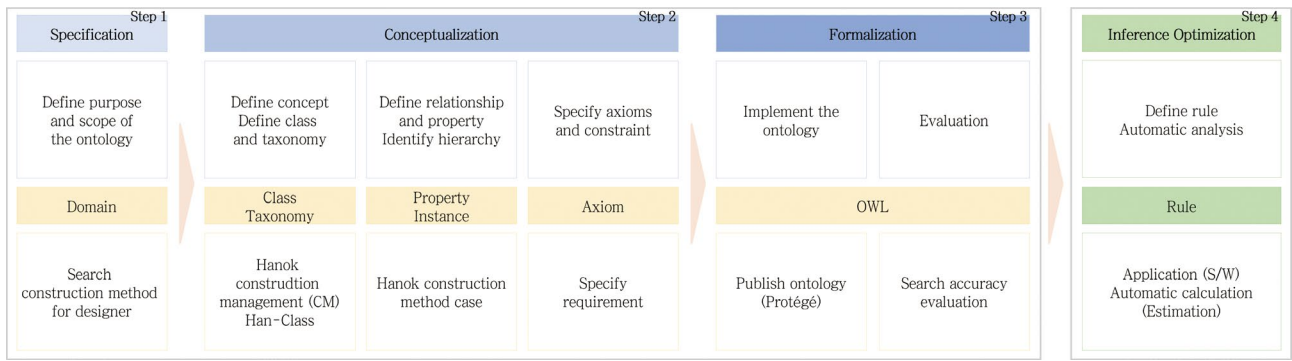 Step 1
Specification
Step 2
Conceptualization
Step 3
Formalization
Step 4
Inference Optimization
Define purpose
and scope of
the ontology
Define concept
Define class
and taxonomy
Define relationship
and property
Identify hierarchy
Specify axioms
and constraint
Implement the
ontology
Evaluation
Define rule
Automatic analysis
Domain
Class
Taxonomy
Property
Instance
Axiom
OWL
Rule
Search
construction method
for designer
Hanok
construdtion
management (CM)
Han-Class
Hanok construction
method case
Specify
requirement
Publish ontology
(Protégé)
Search accuracy
evaluation
Application (S/W)
Automatic calculation
(Estimation)